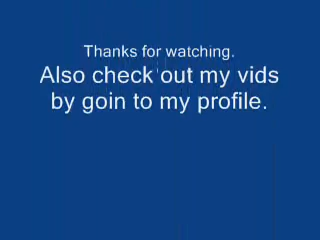 Thanks for watching.
Also check out my vids
by goin to my profile.